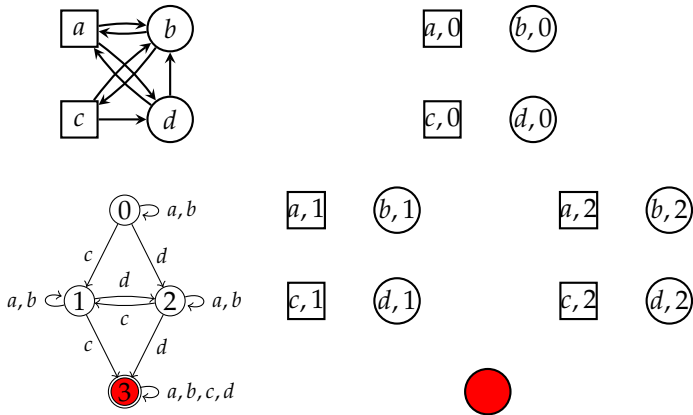 a b a, 0 b, 0
c d c, 0 d, 0
0 a, b a, 1 b, 1 a, 2 b, 2
c d
d
a, b 1 2 a, b c, 1 d, 1 c, 2 d, 2
c
c d
3 a, b, c, d